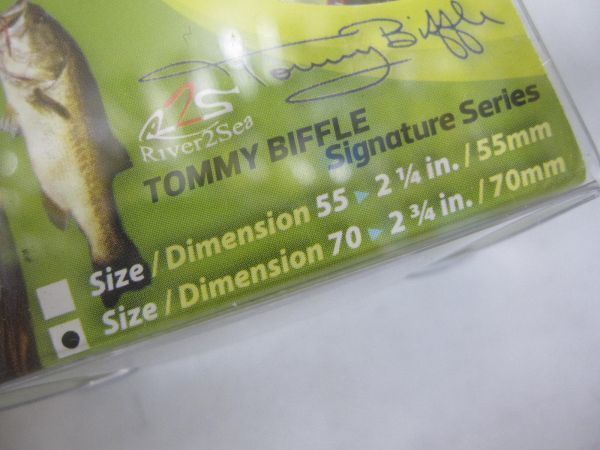 Tommy Biffle
R2S
River2Sea
TOMMY BIFFLE
Signature Series
Size / Dimension 55 ▸ 2 ¼ in. / 55mm
Size / Dimension 70 ▸ 2 ¾ in. / 70mm